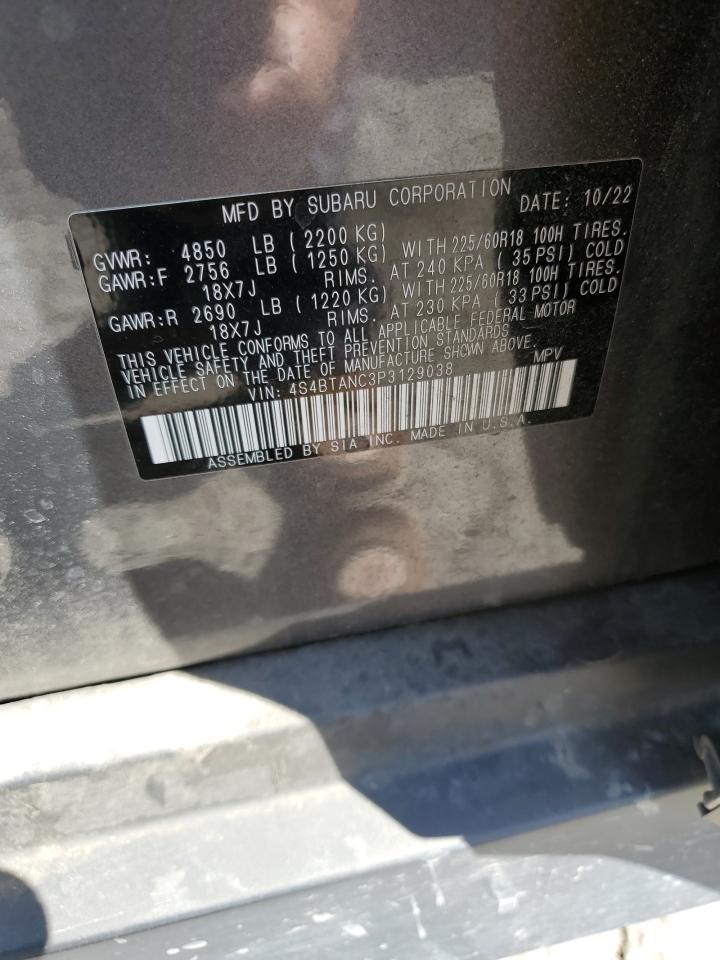 MFD BY SUBARU CORPORATION DATE: 10/22
GVWR: 4850 LB (2200 KG)
GAWR:F 2756 LB (1250 KG) WITH 225/60R18 100H TIRES.
18X7J RIMS. AT 240 KPA (35 PSI) COLD
GAWR:R 2690 LB (1220 KG) WITH 225/60R18 100H TIRES.
18X7J RIMS. AT 230 KPA (33 PSI) COLD
THIS VEHICLE CONFORMS TO ALL APPLICABLE FEDERAL MOTOR
VEHICLE SAFETY AND THEFT PREVENTION STANDARDS
IN EFFECT ON THE DATE OF MANUFACTURE SHOWN ABOVE.
VIN: 4S4BTANC3P3129038 MPV
ASSEMBLED BY SIA INC. MADE IN U.S.A.